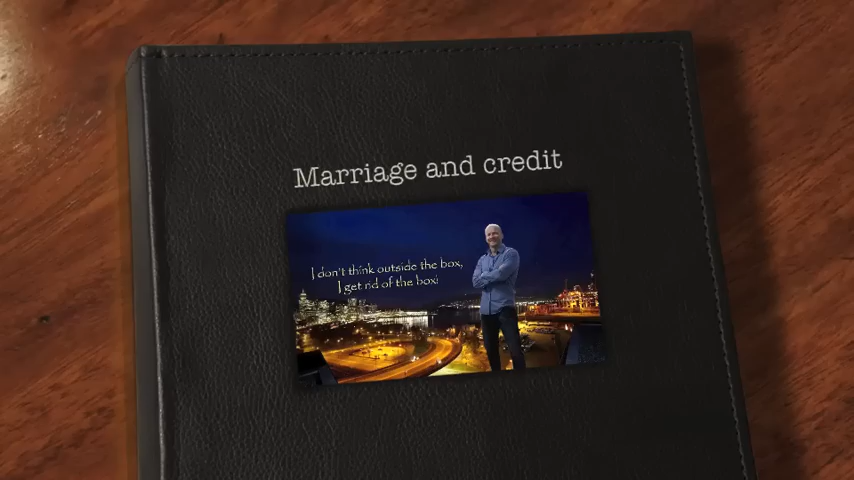 Marriage and credit
I don't think outside the box,
I get rid of the box!